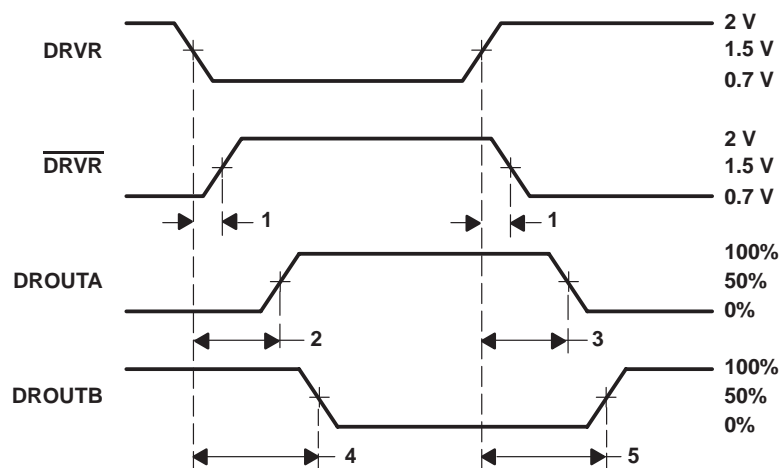 DRVR
2 V
1.5 V
0.7 V
D̅R̅V̅R̅
2 V
1.5 V
0.7 V
1
1
DROUTA
100%
50%
0%
2
3
DROUTB
100%
50%
0%
4
5